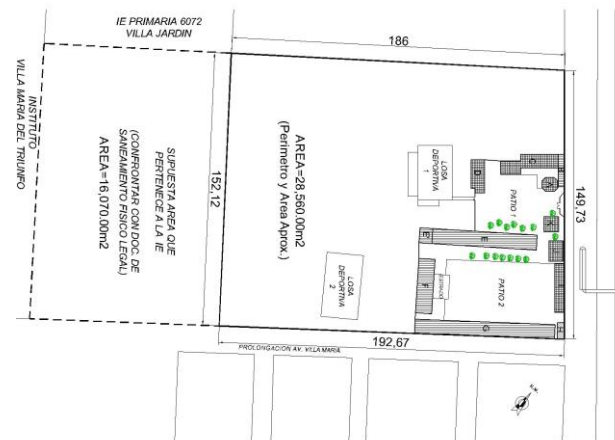 IE PRIMARIA 6072
VILLA JARDIN
186
INSTITUTO
VILLA MARIA DEL TRIUNFO
SUPUESTA AREA QUE
PERTENECE A LA IE
(CONFRONTAR CON DOC. DE
SANEAMIENTO FISICO LEGAL)
AREA=16,070.00m2
152,12
AREA=28,560.00m2
(Perimetro y Area Aprox.)
LOSA
DEPORTIVA
1
D
C
PATIO 1
149,73
E
LOSA
DEPORTIVA
2
F
PATIO 2
G
H
192,67
PROLONGACION AV. VILLA MARIA